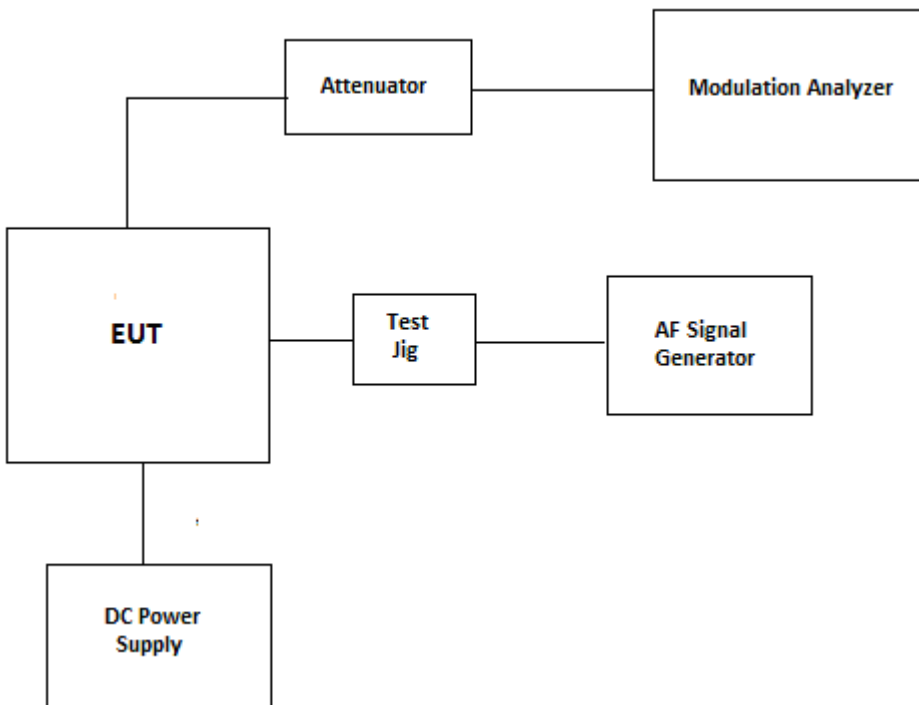 Attenuator
Modulation Analyzer
EUT
Test
Jig
AF Signal
Generator
DC Power
Supply